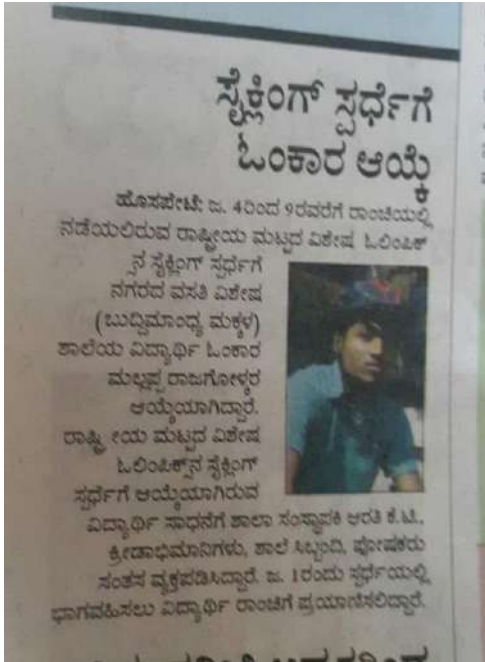 ಸೈಕ್ಲಿಂಗ್ ಸ್ಪರ್ಧೆಗೆ
ಓಂಕಾರ ಆಯ್ಕೆ
ಹೊಸಪೇಟೆ: ಜ. 4ರಿಂದ 9ರವರೆಗೆ ರಾಂಚಿಯಲ್ಲಿ
ನಡೆಯಲಿರುವ ರಾಷ್ಟ್ರೀಯ ಮಟ್ಟದ ವಿಶೇಷ ಓಲಿಂಪಿಕ್
ಸ್ನ ಸೈಕ್ಲಿಂಗ್ ಸ್ಪರ್ಧೆಗೆ
ನಗರದ ವಸತಿ ವಿಶೇಷ
(ಬುದ್ದಿಮಾಂಧ್ಯ ಮಕ್ಕಳ)
ಶಾಲೆಯ ವಿದ್ಯಾರ್ಥಿ ಓಂಕಾರ
ಮಲ್ಲಪ್ಪ ರಾಜಗೋಳ್ಕರ
ಆಯ್ಕೆಯಾಗಿದ್ದಾರೆ.
ರಾಷ್ಟ್ರೀಯ ಮಟ್ಟದ ವಿಶೇಷ
ಓಲಿಂಪಿಕ್ಸ್‌ನ ಸೈಕ್ಲಿಂಗ್
ಸ್ಪರ್ಧೆಗೆ ಆಯ್ಕೆಯಾಗಿರುವ
ವಿದ್ಯಾರ್ಥಿ ಸಾಧನೆಗೆ ಶಾಲಾ ಸಂಸ್ಥಾಪಕಿ ಆರತಿ ಕೆ.ಟಿ.,
ಕ್ರೀಡಾಭಿಮಾನಿಗಳು, ಶಾಲೆ ಸಿಬ್ಬಂದಿ, ಪೋಷಕರು
ಸಂತಸ ವ್ಯಕ್ತಪಡಿಸಿದ್ದಾರೆ. ಜ. 1ರಂದು ಸ್ಪರ್ಧೆಯಲ್ಲಿ
ಭಾಗವಹಿಸಲು ವಿದ್ಯಾರ್ಥಿ ರಾಂಚಿಗೆ ಪ್ರಯಾಣಿಸಲಿದ್ದಾರೆ.